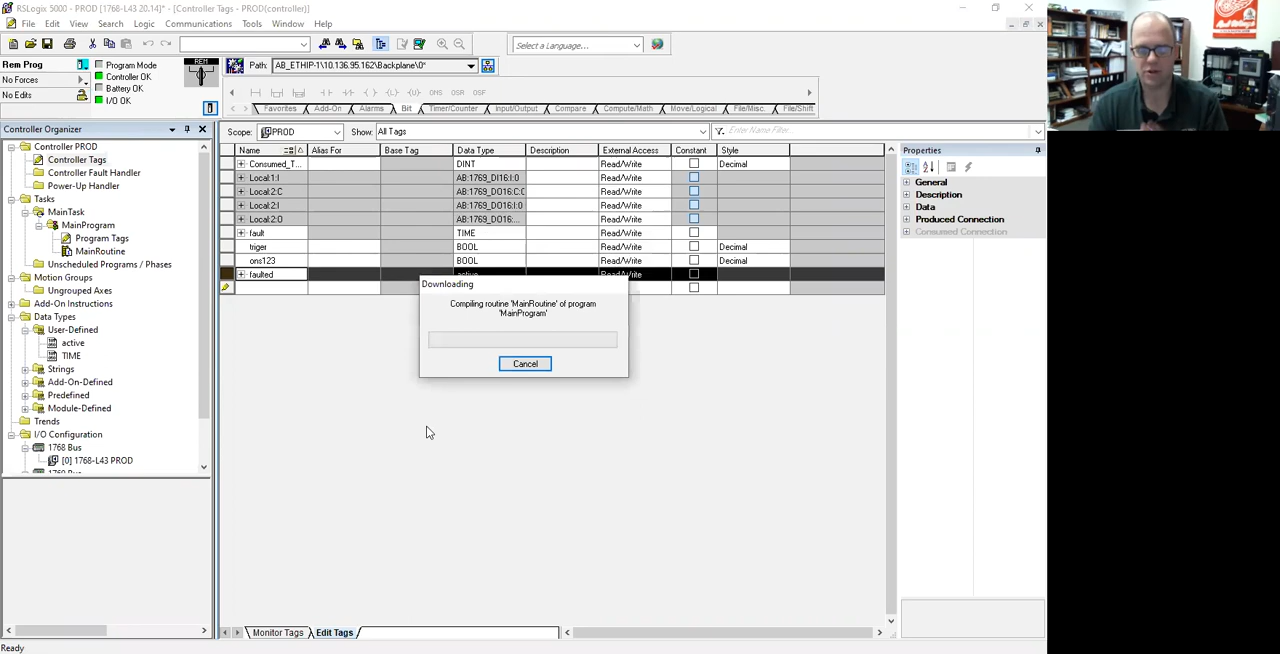 RSLogix 5000 - PROD [1768-L43 20.14]* - [Controller Tags - PROD(controller)]
File Edit View Search Logic Communications Tools Window Help
Select a Language...
Rem Prog
No Forces
No Edits
Program Mode
Controller OK
Battery OK
I/O OK
REM
Path: AB_ETHIP-1\10.136.95.162\Backplane\0*
Favorites Add-On Alarms Bit Timer/Counter Input/Output Compare Compute/Math Move/Logical File/Misc. File/Shift
Controller Organizer
Controller PROD
Controller Tags
Controller Fault Handler
Power-Up Handler
Tasks
MainTask
MainProgram
Program Tags
MainRoutine
Unscheduled Programs / Phases
Motion Groups
Ungrouped Axes
Add-On Instructions
Data Types
User-Defined
active
TIME
Strings
Add-On-Defined
Predefined
Module-Defined
Trends
I/O Configuration
1768 Bus
[0] 1768-L43 PROD
Scope: PROD Show: All Tags Enter Name Filter...
Name Alias For Base Tag Data Type Description External Access Constant Style
Consumed_T... DINT Read/Write Decimal
Local:1:I AB:1769_DI16:I:0 Read/Write
Local:2:C AB:1769_DO16:C:0 Read/Write
Local:2:I AB:1769_DO16:I:0 Read/Write
Local:2:O AB:1769_DO16:... Read/Write
fault TIME Read/Write
triger BOOL Read/Write Decimal
ons123 BOOL Read/Write Decimal
faulted active Read/Write
Downloading
Compiling routine 'MainRoutine' of program
'MainProgram'
Cancel
Properties
General
Description
Data
Produced Connection
Consumed Connection
Monitor Tags Edit Tags
Ready